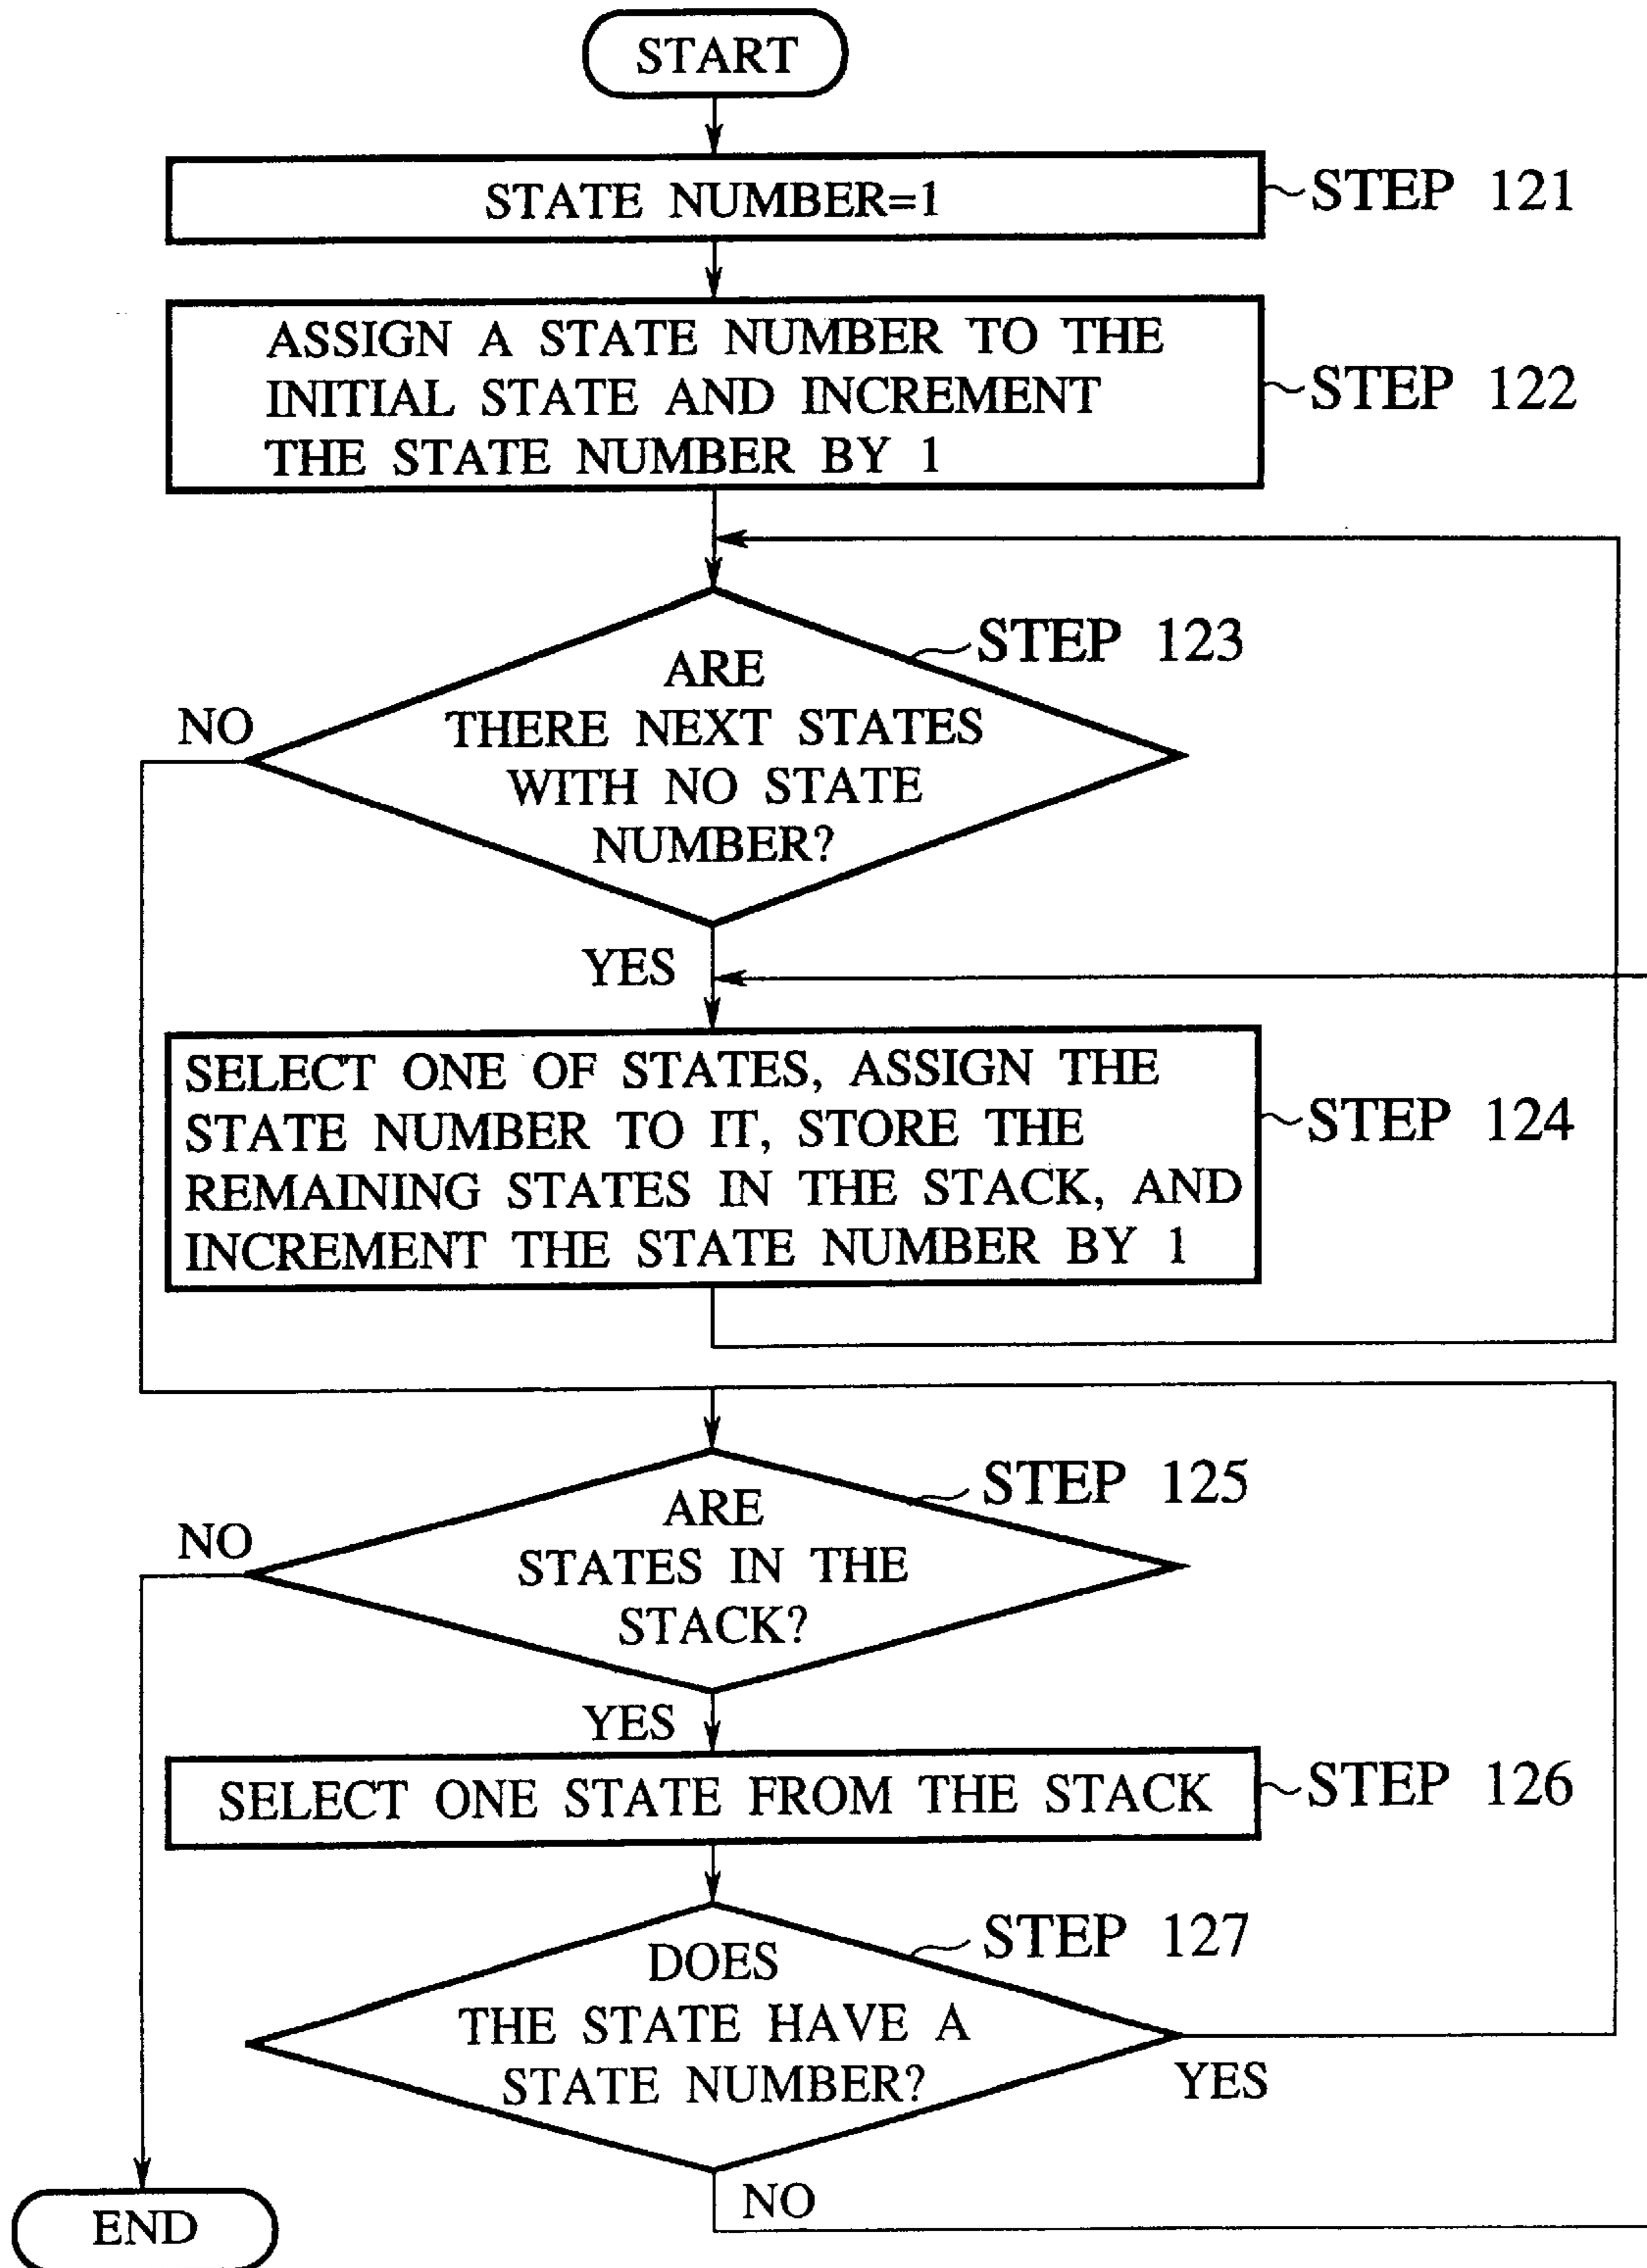 START
STATE NUMBER=1
STEP 121
ASSIGN A STATE NUMBER TO THE
INITIAL STATE AND INCREMENT
THE STATE NUMBER BY 1
STEP 122
STEP 123
ARE
THERE NEXT STATES
WITH NO STATE
NUMBER?
NO
YES
SELECT ONE OF STATES, ASSIGN THE
STATE NUMBER TO IT, STORE THE
REMAINING STATES IN THE STACK, AND
INCREMENT THE STATE NUMBER BY 1
STEP 124
STEP 125
ARE
STATES IN THE
STACK?
NO
YES
SELECT ONE STATE FROM THE STACK
STEP 126
STEP 127
DOES
THE STATE HAVE A
STATE NUMBER?
YES
NO
END